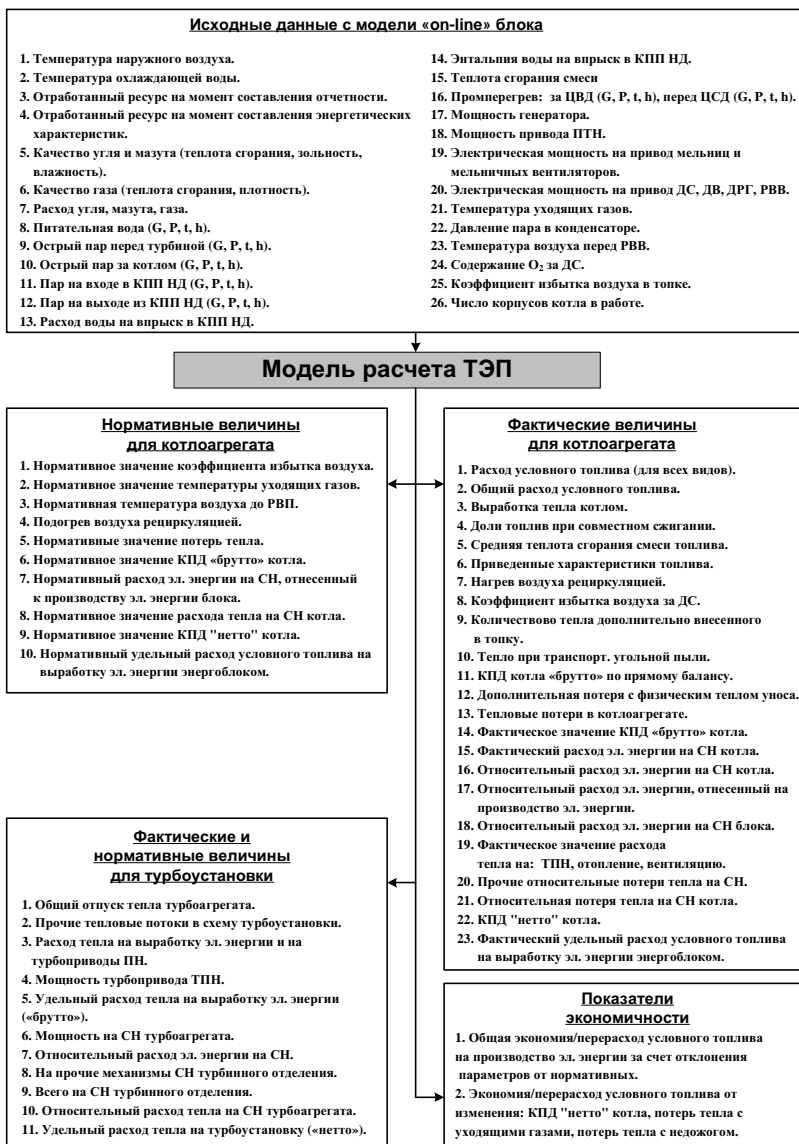 Исходные данные с модели «on-line» блока
1. Температура наружного воздуха.
2. Температура охлаждающей воды.
3. Отработанный ресурс на момент составления отчетности.
4. Отработанный ресурс на момент составления энергетических
характеристик.
5. Качество угля и мазута (теплота сгорания, зольность,
влажность).
6. Качество газа (теплота сгорания, плотность).
7. Расход угля, мазута, газа.
8. Питательная вода (G, P, t, h).
9. Острый пар перед турбиной (G, P, t, h).
10. Острый пар за котлом (G, P, t, h).
11. Пар на входе в КПП НД (G, P, t, h).
12. Пар на выходе из КПП НД (G, P, t, h).
13. Расход воды на впрыск в КПП НД.
14. Энтальпия воды на впрыск в КПП НД.
15. Теплота сгорания смеси
16. Промперегрев: за ЦВД (G, P, t, h), перед ЦСД (G, P, t, h).
17. Мощность генератора.
18. Мощность привода ПТН.
19. Электрическая мощность на привод мельниц и
мельничных вентиляторов.
20. Электрическая мощность на привод ДС, ДВ, ДРГ, РВВ.
21. Температура уходящих газов.
22. Давление пара в конденсаторе.
23. Температура воздуха перед РВВ.
24. Содержание O₂ за ДС.
25. Коэффициент избытка воздуха в топке.
26. Число корпусов котла в работе.
Модель расчета ТЭП
Нормативные величины
для котлоагрегата
1. Нормативное значение коэффициента избытка воздуха.
2. Нормативное значение температуры уходящих газов.
3. Нормативная температура воздуха до РВП.
4. Подогрев воздуха рециркуляцией.
5. Нормативные значение потерь тепла.
6. Нормативное значение КПД «брутто» котла.
7. Нормативный расход эл. энергии на СН, отнесенный
к производству эл. энергии блока.
8. Нормативное значение расхода тепла на СН котла.
9. Нормативное значение КПД "нетто" котла.
10. Нормативный удельный расход условного топлива на
выработку эл. энергии энергоблоком.
Фактические величины
для котлоагрегата
1. Расход условного топлива (для всех видов).
2. Общий расход условного топлива.
3. Выработка тепла котлом.
4. Доли топлив при совместном сжигании.
5. Средняя теплота сгорания смеси топлива.
6. Приведенные характеристики топлива.
7. Нагрев воздуха рециркуляцией.
8. Коэффициент избытка воздуха за ДС.
9. Количествово тепла дополнительно внесенного
в топку.
10. Тепло при транспорт. угольной пыли.
11. КПД котла «брутто» по прямому балансу.
12. Дополнительная потеря с физическим теплом уноса.
13. Тепловые потери в котлоагрегате.
14. Фактическое значение КПД «брутто» котла.
15. Фактический расход эл. энергии на СН котла.
16. Относительный расход эл. энергии на СН котла.
17. Относительный расход эл. энергии, отнесенный на
производство эл. энергии.
18. Относительный расход эл. энергии на СН блока.
19. Фактическое значение расхода
тепла на: ТПН, отопление, вентиляцию.
20. Прочие относительные потери тепла на СН.
21. Относительная потеря тепла на СН котла.
22. КПД "нетто" котла.
23. Фактический удельный расход условного топлива
на выработку эл. энергии энергоблоком.
Фактические и
нормативные величины
для турбоустановки
1. Общий отпуск тепла турбоагрегата.
2. Прочие тепловые потоки в схему турбоустановки.
3. Расход тепла на выработку эл. энергии и на
турбоприводы ПН.
4. Мощность турбопривода ТПН.
5. Удельный расход тепла на выработку эл. энергии
(«брутто»).
6. Мощность на СН турбоагрегата.
7. Относительный расход эл. энергии на СН.
8. На прочие механизмы СН турбинного отделения.
9. Всего на СН турбинного отделения.
10. Относительный расход тепла на СН турбоагрегата.
11. Удельный расход тепла на турбоустановку («нетто»).
Показатели
экономичности
1. Общая экономия/перерасход условного топлива
на производство эл. энергии за счет отклонения
параметров от нормативных.
2. Экономия/перерасход условного топлива от
изменения: КПД "нетто" котла, потерь тепла с
уходящими газами, потерь тепла с недожогом.